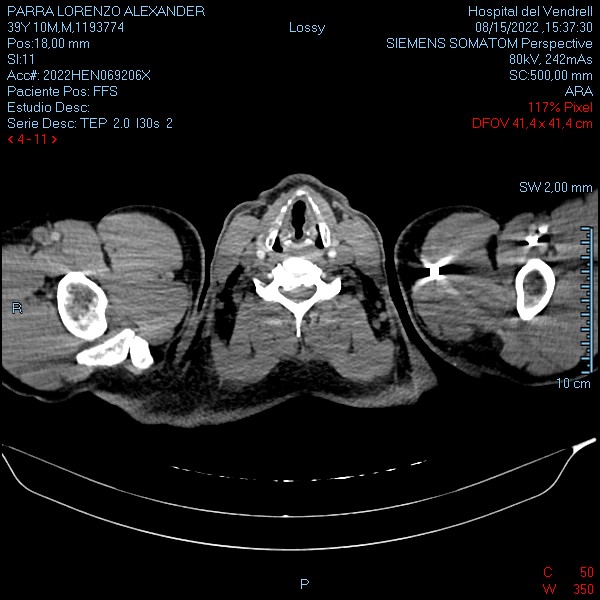 PARRA LORENZO ALEXANDER
39Y 10M,M,1193774
Pos:18,00 mm
SI:11
Acc#: 2022HEN069206X
Paciente Pos: FFS
Estudio Desc:
Serie Desc: TEP 2.0 I30s 2
< 4 - 11 >
Lossy
Hospital del Vendrell
08/15/2022 ,15:37:30
SIEMENS SOMATOM Perspective
80kV, 242mAs
SC:500,00 mm
ARA
117% Pixel
DFOV 41,4 x 41,4 cm
SW 2,00 mm
R
10 cm
P
C 50
W 350